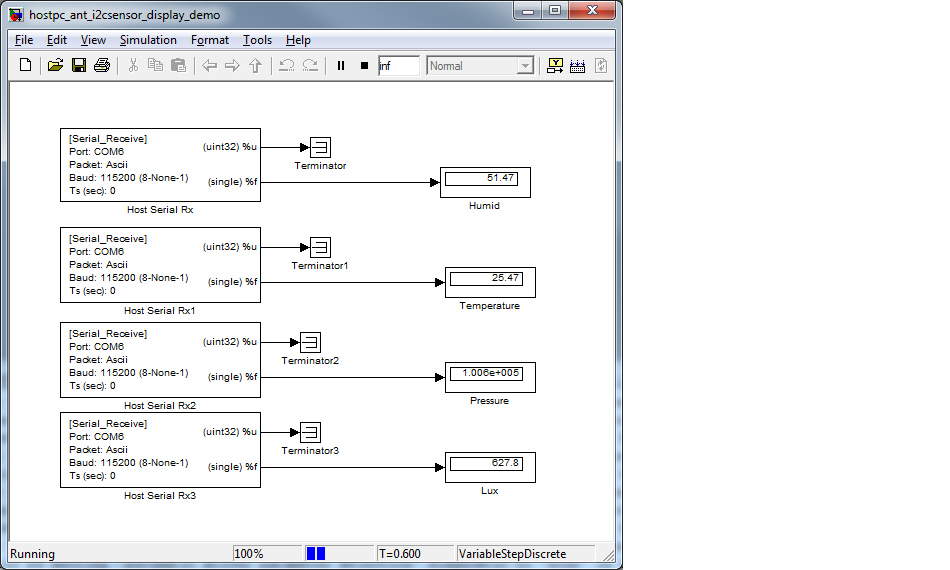 hostpc_ant_i2csensor_display_demo
File Edit View Simulation Format Tools Help
inf Normal
[Serial_Receive]
Port: COM6
Packet: Ascii
Baud: 115200 (8-None-1)
Ts (sec): 0
(uint32) %u
(single) %f
Host Serial Rx
Terminator
51.47
Humid
[Serial_Receive]
Port: COM6
Packet: Ascii
Baud: 115200 (8-None-1)
Ts (sec): 0
(uint32) %u
(single) %f
Host Serial Rx1
Terminator1
25.47
Temperature
[Serial_Receive]
Port: COM6
Packet: Ascii
Baud: 115200 (8-None-1)
Ts (sec): 0
(uint32) %u
(single) %f
Host Serial Rx2
Terminator2
1.006e+005
Pressure
[Serial_Receive]
Port: COM6
Packet: Ascii
Baud: 115200 (8-None-1)
Ts (sec): 0
(uint32) %u
(single) %f
Host Serial Rx3
Terminator3
627.8
Lux
Running 100% T=0.600 VariableStepDiscrete